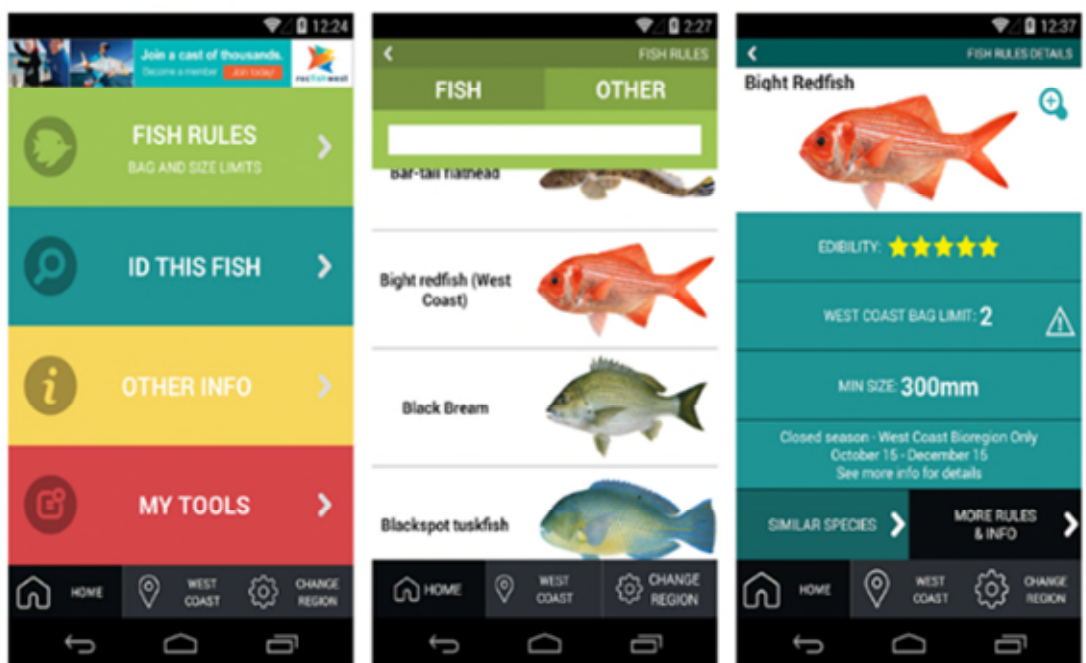 12:24
Join a cast of thousands.
Become a member
Join today!
recfishwest
FISH RULES
BAG AND SIZE LIMITS
ID THIS FISH
OTHER INFO
MY TOOLS
HOME
WEST
COAST
CHANGE
REGION
2:27
FISH RULES
FISH
OTHER
Bar-tail flathead
Bight redfish (West
Coast)
Black Bream
Blackspot tuskfish
HOME
WEST
COAST
CHANGE
REGION
12:37
FISH RULES DETAILS
Bight Redfish
EDIBILITY:
WEST COAST BAG LIMIT: 2
MIN SIZE: 300mm
Closed season - West Coast Bioregion Only
October 15 - December 15
See more info for details
SIMILAR SPECIES
MORE RULES
& INFO
HOME
WEST
COAST
CHANGE
REGION